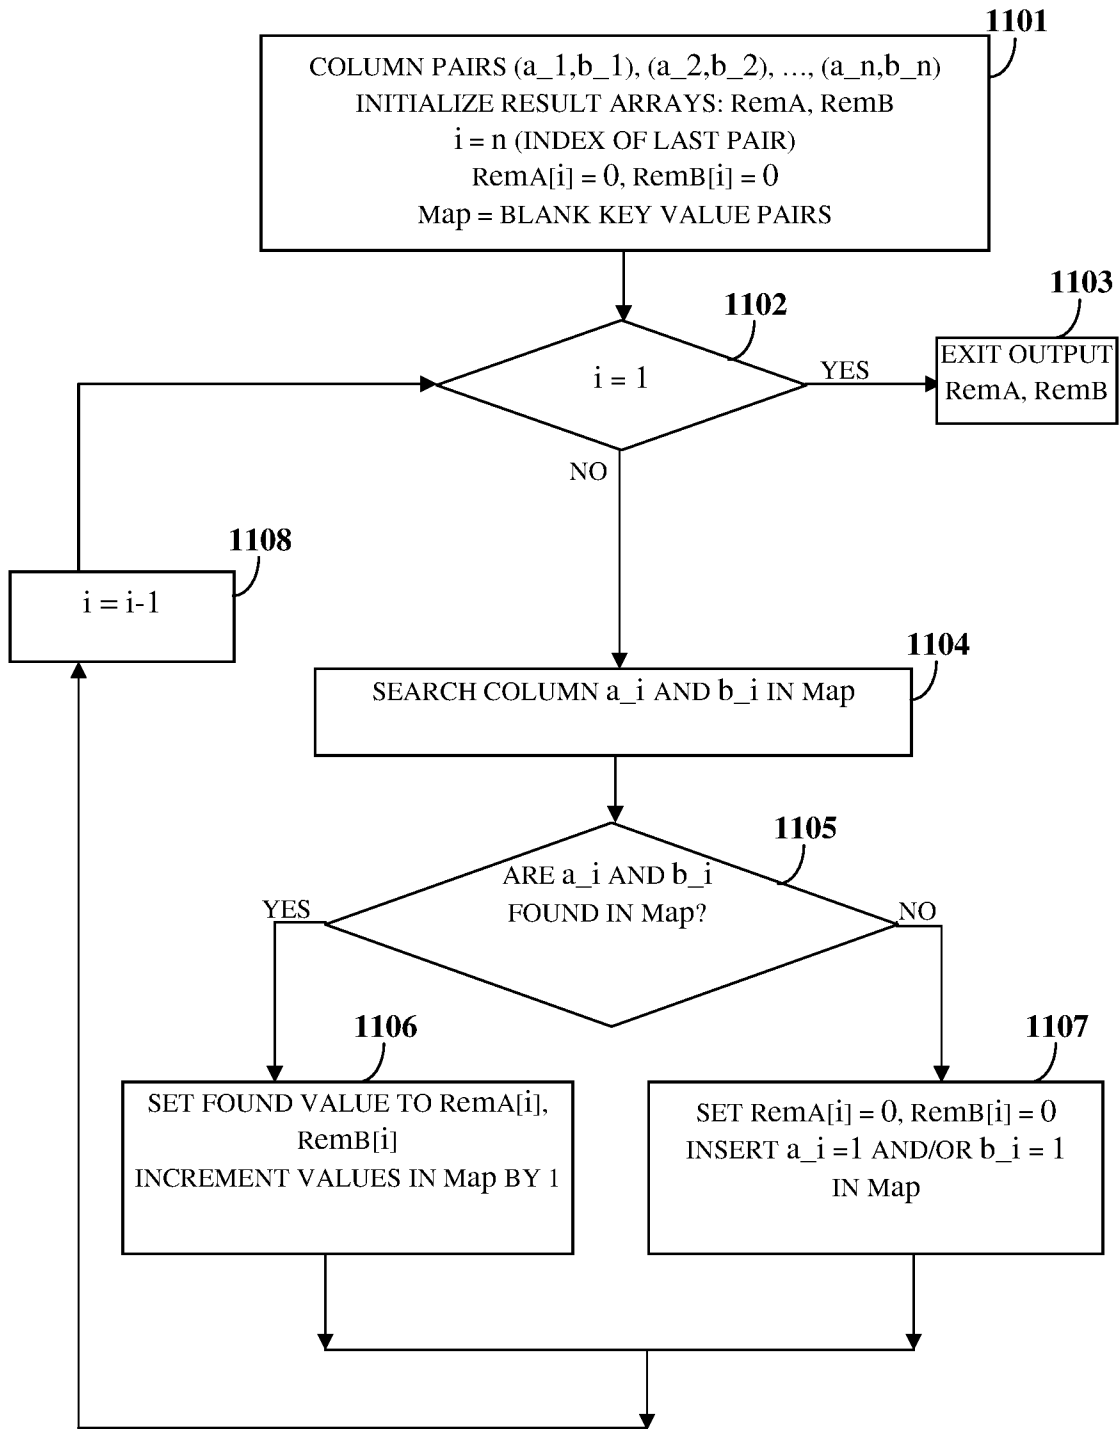 1101
COLUMN PAIRS (a_1,b_1), (a_2,b_2), ..., (a_n,b_n)
INITIALIZE RESULT ARRAYS: RemA, RemB
i = n (INDEX OF LAST PAIR)
RemA[i] = 0, RemB[i] = 0
Map = BLANK KEY VALUE PAIRS
1102
i = 1
YES
1103
EXIT OUTPUT
RemA, RemB
NO
1108
i = i-1
1104
SEARCH COLUMN a_i AND b_i IN Map
1105
ARE a_i AND b_i
FOUND IN Map?
YES
NO
1106
SET FOUND VALUE TO RemA[i],
RemB[i]
INCREMENT VALUES IN Map BY 1
1107
SET RemA[i] = 0, RemB[i] = 0
INSERT a_i =1 AND/OR b_i = 1
IN Map